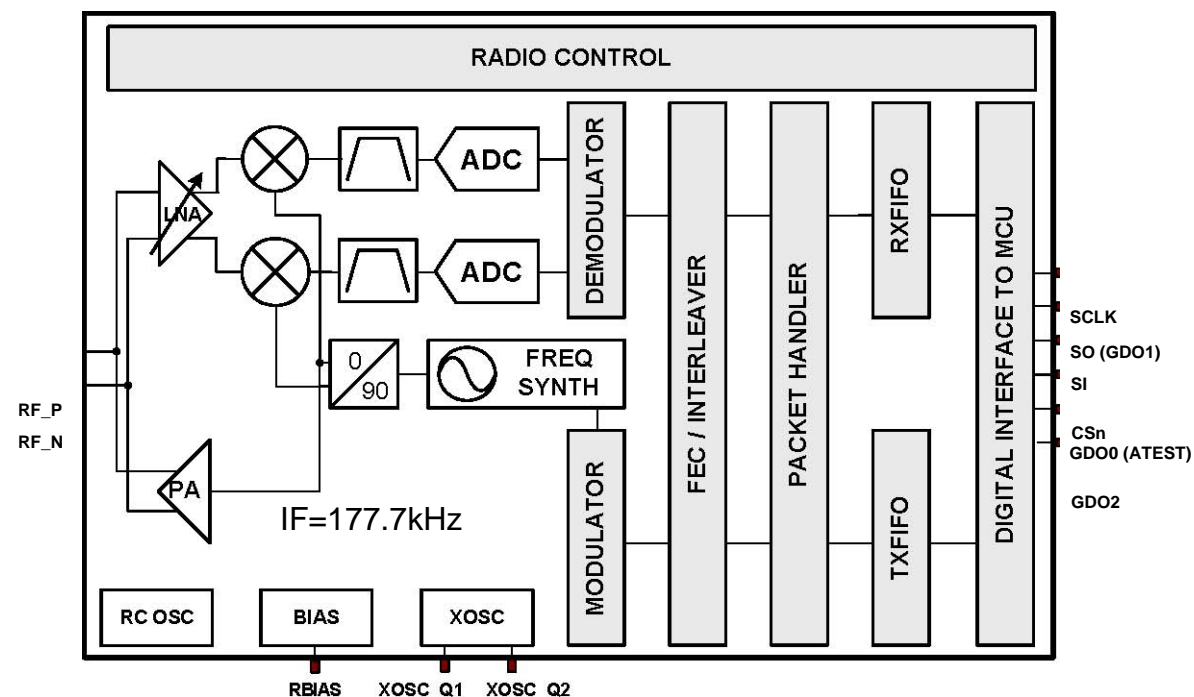 RADIO CONTROL
LNA
ADC
ADC
DEMODULATOR
FEC / INTERLEAVER
PACKET HANDLER
RXFIFO
DIGITAL INTERFACE TO MCU
0
90
FREQ
SYNTH
RF_P
RF_N
PA
IF=177.7kHz
MODULATOR
TXFIFO
SCLK
SO (GDO1)
SI
CSn
GDO0 (ATEST)
GDO2
RC OSC
BIAS
XOSC
RBIAS
XOSC_Q1
XOSC_Q2